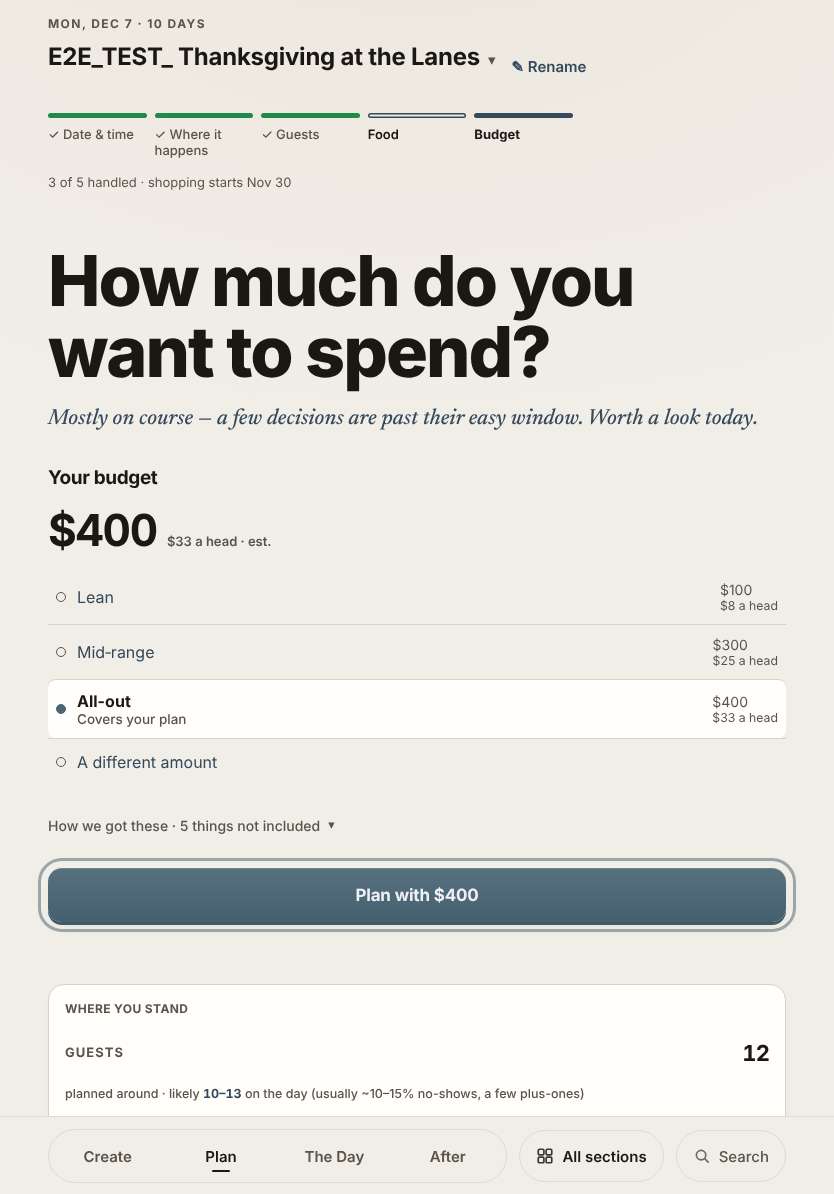 MON, DEC 7 · 10 DAYS
E2E_TEST_ Thanksgiving at the Lanes ▾ ✎ Rename
✓ Date & time ✓ Where it happens ✓ Guests Food Budget
3 of 5 handled · shopping starts Nov 30
How much do you
want to spend?
Mostly on course – a few decisions are past their easy window. Worth a look today.
Your budget
$400 $33 a head · est.
Lean $100
$8 a head
Mid-range $300
$25 a head
All-out $400
Covers your plan $33 a head
A different amount
How we got these · 5 things not included ▾
Plan with $400
WHERE YOU STAND
GUESTS 12
planned around · likely 10–13 on the day (usually ~10–15% no-shows, a few plus-ones)
Create Plan The Day After All sections Search